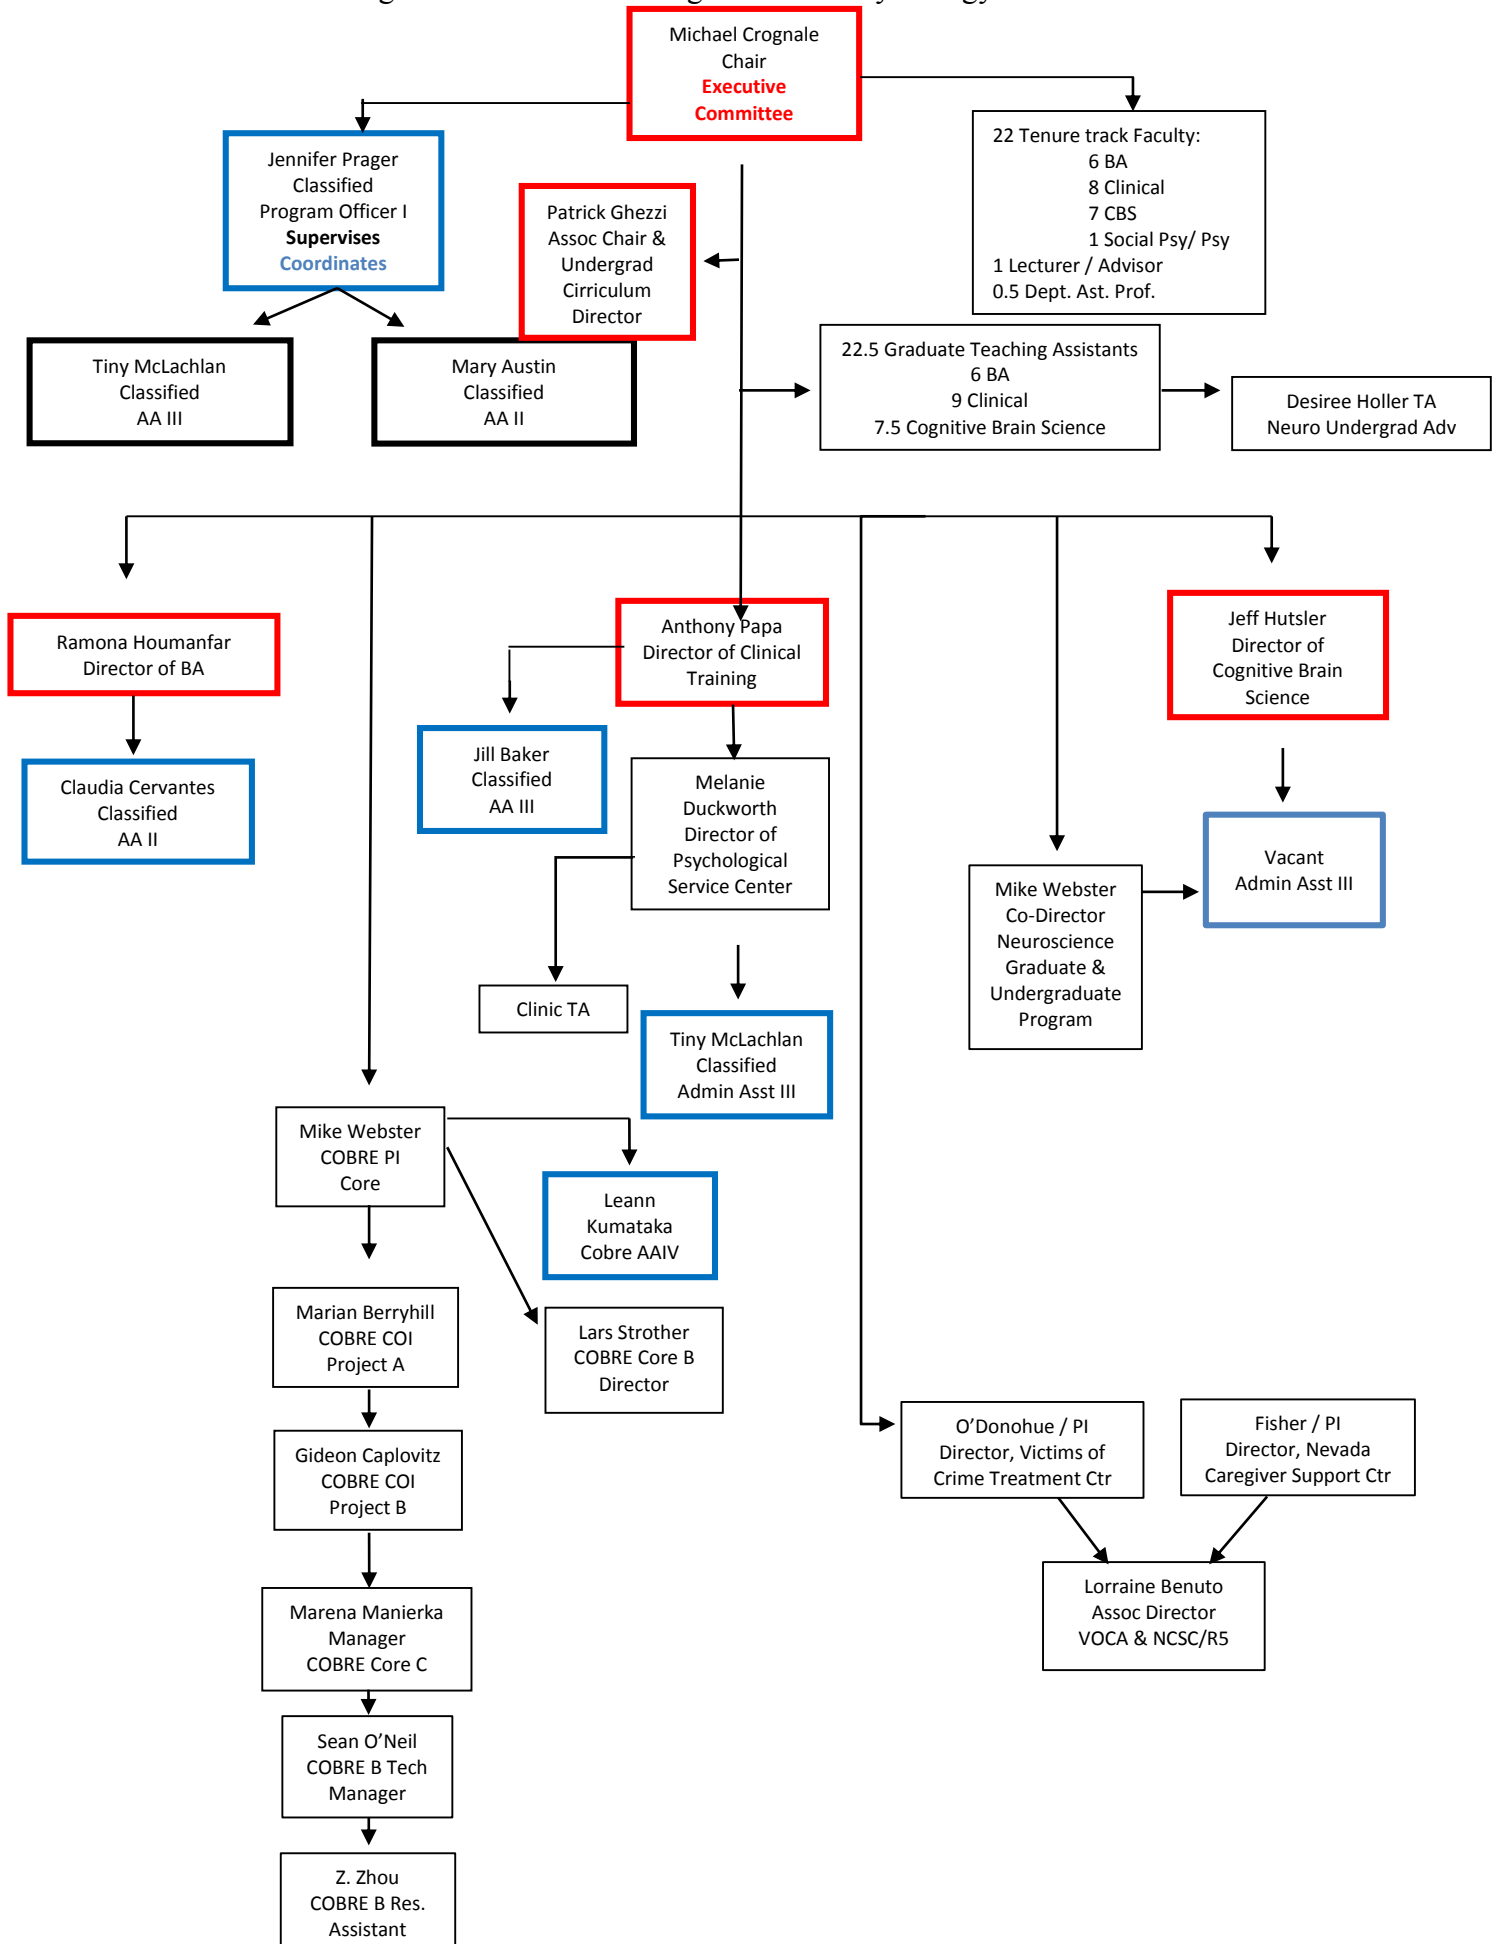 Michael Crognale
Chair
Executive
Committee
Jennifer Prager
Classified
Program Officer I
Supervises
Coordinates
Patrick Ghezzi
Assoc Chair &
Undergrad
Cirriculum
Director
22 Tenure track Faculty:
6 BA
8 Clinical
7 CBS
1 Social Psy/ Psy
1 Lecturer / Advisor
0.5 Dept. Ast. Prof.
Tiny McLachlan
Classified
AA III
Mary Austin
Classified
AA II
22.5 Graduate Teaching Assistants
6 BA
9 Clinical
7.5 Cognitive Brain Science
Desiree Holler TA
Neuro Undergrad Adv
Ramona Houmanfar
Director of BA
Anthony Papa
Director of Clinical
Training
Jeff Hutsler
Director of
Cognitive Brain
Science
Claudia Cervantes
Classified
AA II
Jill Baker
Classified
AA III
Melanie
Duckworth
Director of
Psychological
Service Center
Mike Webster
Co-Director
Neuroscience
Graduate &
Undergraduate
Program
Vacant
Admin Asst III
Clinic TA
Tiny McLachlan
Classified
Admin Asst III
Mike Webster
COBRE PI
Core
Leann
Kumataka
Cobre AAIV
Marian Berryhill
COBRE COI
Project A
Lars Strother
COBRE Core B
Director
Gideon Caplovitz
COBRE COI
Project B
O’Donohue / PI
Director, Victims of
Crime Treatment Ctr
Fisher / PI
Director, Nevada
Caregiver Support Ctr
Marena Manierka
Manager
COBRE Core C
Lorraine Benuto
Assoc Director
VOCA & NCSC/R5
Sean O’Neil
COBRE B Tech
Manager
Z. Zhou
COBRE B Res.
Assistant